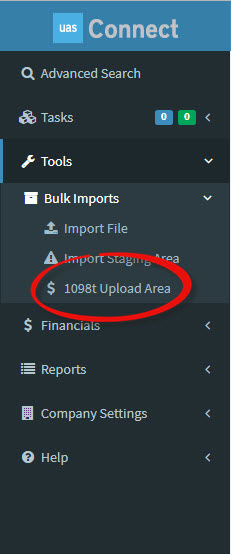 uas Connect
Advanced Search
Tasks 0 0
Tools
Bulk Imports
Import File
Import Staging Area
1098t Upload Area
Financials
Reports
Company Settings
Help